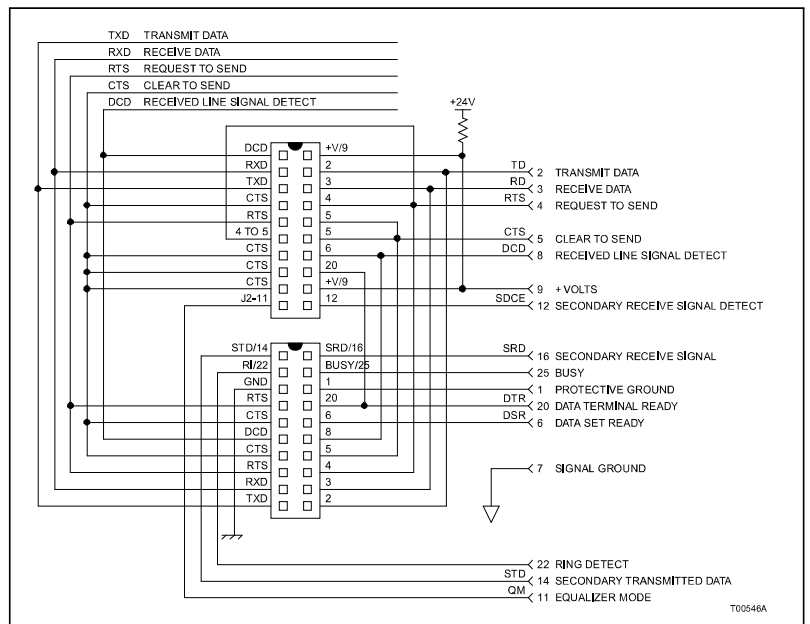 TXD TRANSMIT DATA
RXD RECEIVE DATA
RTS REQUEST TO SEND
CTS CLEAR TO SEND
DCD RECEIVED LINE SIGNAL DETECT
+24V
DCD +V/9
RXD 2 TD 2 TRANSMIT DATA
TXD 3 RD 3 RECEIVE DATA
CTS 4 RTS 4 REQUEST TO SEND
RTS 5
4 TO 5 5 CTS 5 CLEAR TO SEND
CTS 6 DCD 8 RECEIVED LINE SIGNAL DETECT
CTS 20
CTS +V/9 9 + VOLTS
J2-11 12 SDCE 12 SECONDARY RECEIVE SIGNAL DETECT
STD/14 SRD/16 SRD 16 SECONDARY RECEIVE SIGNAL
RI/22 BUSY/25 25 BUSY
GND 1 1 PROTECTIVE GROUND
RTS 20 DTR 20 DATA TERMINAL READY
CTS 6 DSR 6 DATA SET READY
DCD 8
CTS 5
RTS 4 7 SIGNAL GROUND
RXD 3
TXD 2
22 RING DETECT
STD 14 SECONDARY TRANSMITTED DATA
QM 11 EQUALIZER MODE
T00546A